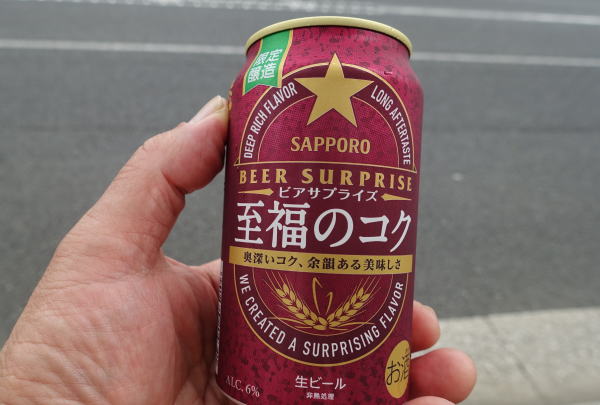 限定
醸造
DEEP RICH FLAVOR
LONG AFTERTASTE
SAPPORO
BEER SURPRISE
ビアサプライズ
至福のコク
奥深いコク、余韻ある美味しさ
WE CREATED A SURPRISING FLAVOR
ALC. 6%
生ビール
非熱処理
お酒